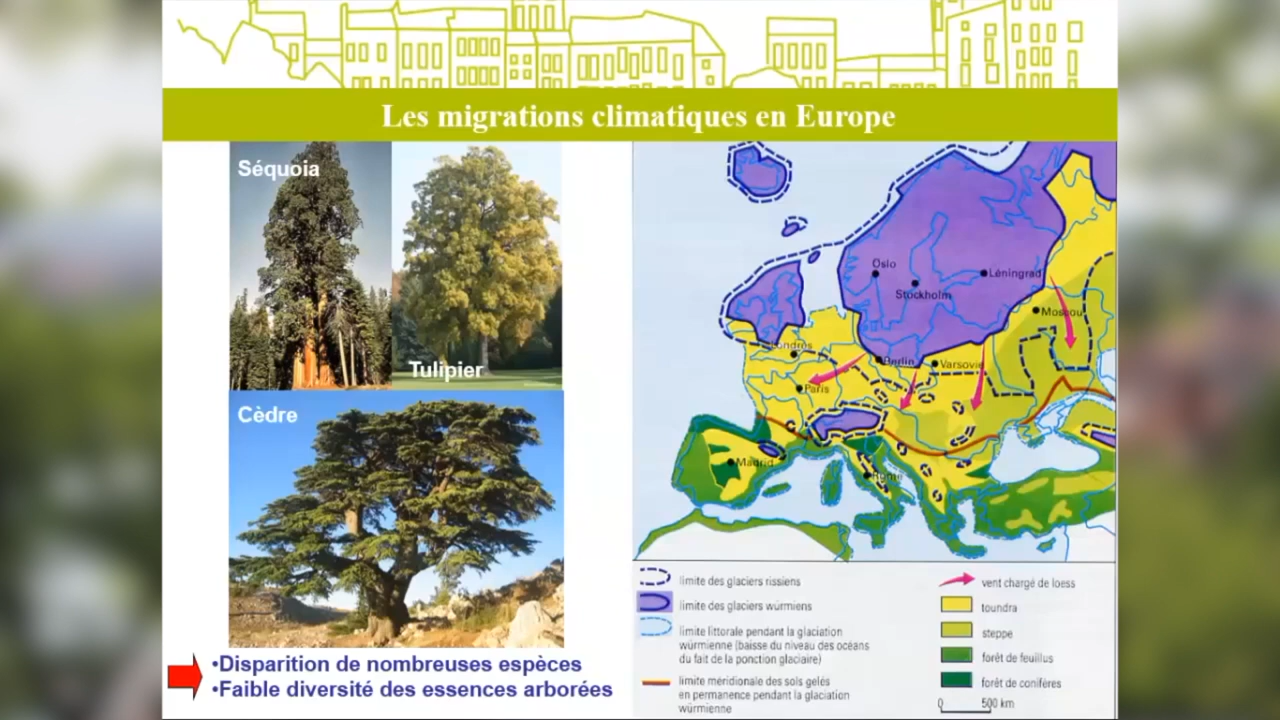 Les migrations climatiques en Europe
Séquoia
Tulipier
Cèdre
•Disparition de nombreuses espèces
•Faible diversité des essences arborées
Oslo
Stockholm
Léningrad
Moscou
Londres
Berlin
Varsovie
Paris
Madrid
Rome
limite des glaciers rissiens
limite des glaciers würmiens
limite littorale pendant la glaciation
würmienne (baisse du niveau des océans
du fait de la ponction glaciaire)
limite meridionale des sols gelés
en permanence pendant la glaciation
würmienne
vent chargé de loess
toundra
steppe
forêt de feuillus
forêt de conifères
0 500 km